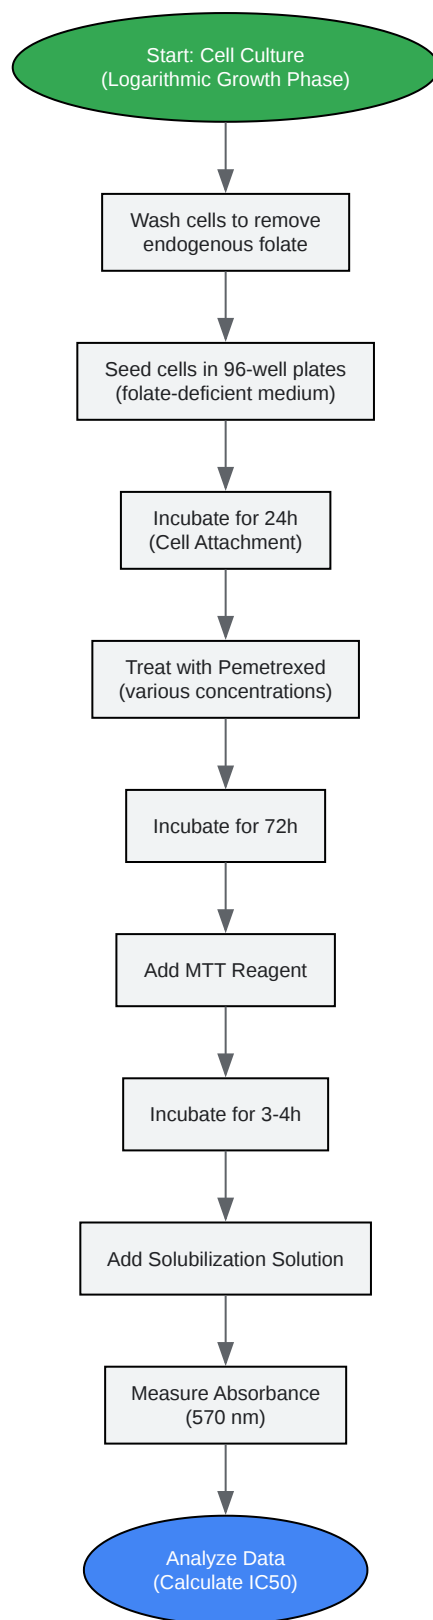 Start: Cell Culture
(Logarithmic Growth Phase)
Wash cells to remove
endogenous folate
Seed cells in 96-well plates
(folate-deficient medium)
Incubate for 24h
(Cell Attachment)
Treat with Pemetrexed
(various concentrations)
Incubate for 72h
Add MTT Reagent
Incubate for 3-4h
Add Solubilization Solution
Measure Absorbance
(570 nm)
Analyze Data
(Calculate IC50)